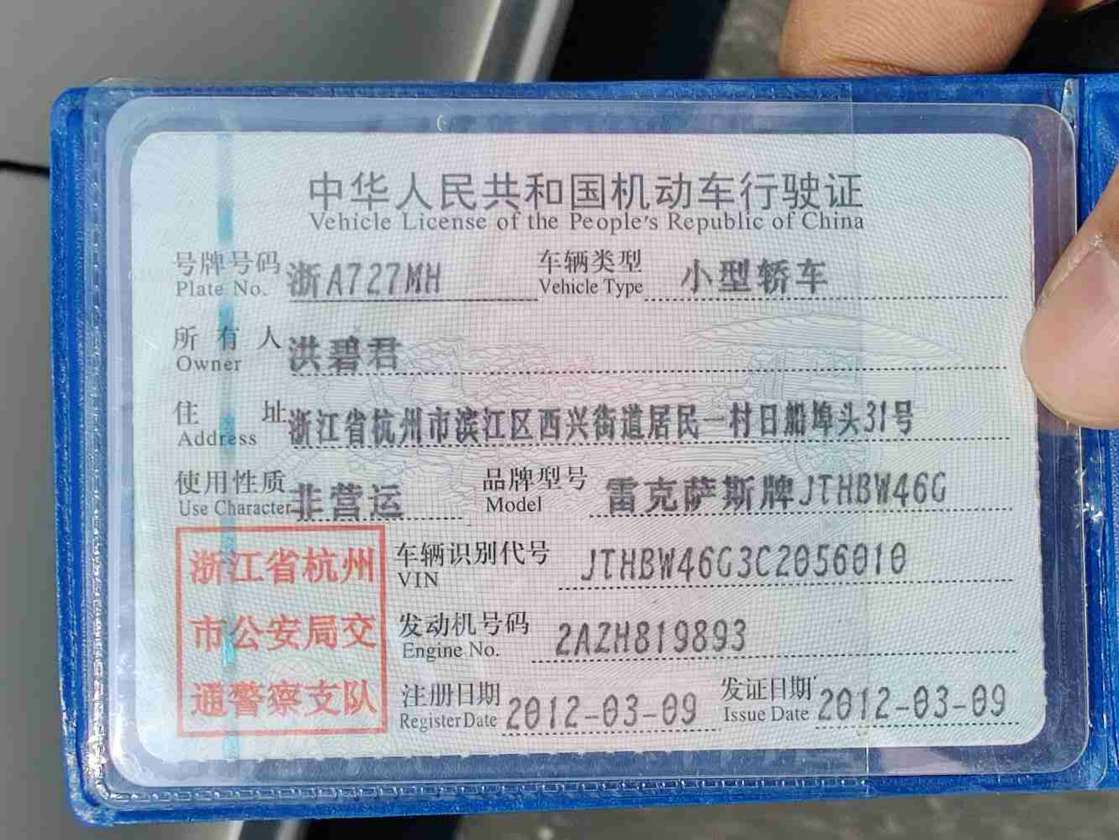 中华人民共和国机动车行驶证
Vehicle License of the People's Republic of China
号牌号码 浙A727MH 车辆类型 小型轿车
Plate No. Vehicle Type
所有人 洪碧君
Owner
住址 浙江省杭州市滨江区西兴街道居民一村日船埠头31号
Address
使用性质 非营运 品牌型号 雷克萨斯牌JTHBW46G
Use Character Model
浙江省杭州 车辆识别代号 JTHBW46G3C2056010
VIN
市公安局交 发动机号码 2AZH819893
Engine No.
通警察支队 注册日期 2012-03-09 发证日期 2012-03-09
Register Date Issue Date